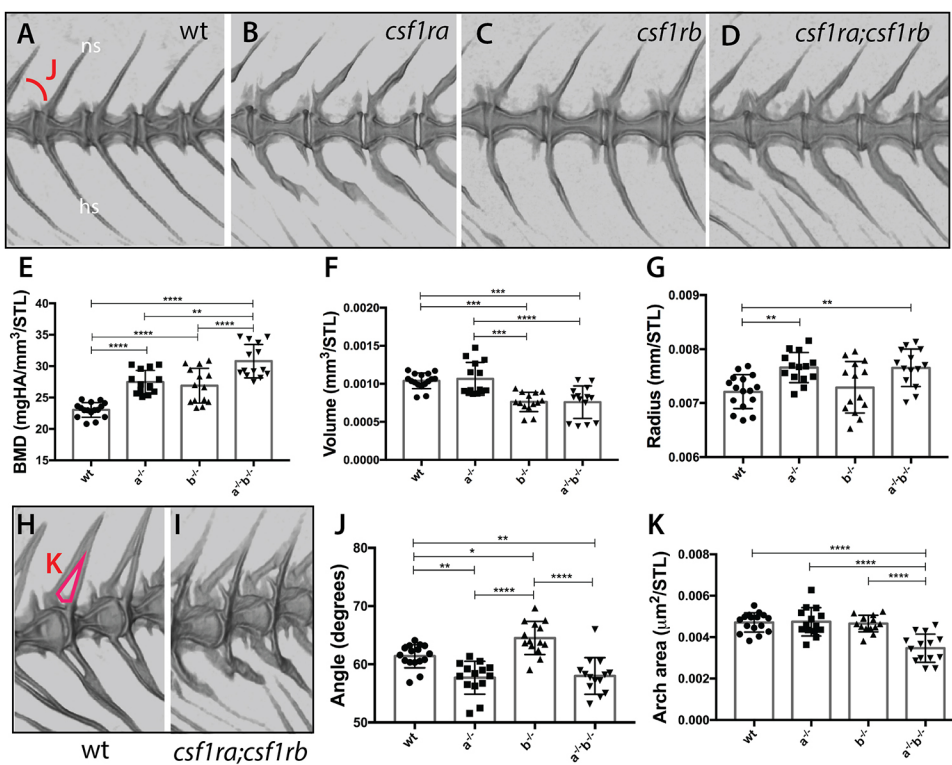 A wt B csf1ra C csf1rb D csf1ra;csf1rb
ns
J
hs
E F G
BMD (mgHA/mm³/STL)
40
35
30
25
20
15
****
**
****
****
****
wt a⁻/⁻ b⁻/⁻ a⁻/⁻b⁻/⁻
Volume (mm³/STL)
0.0020
0.0015
0.0010
0.0005
0.0000
***
***
****
***
wt a⁻/⁻ b⁻/⁻ a⁻/⁻b⁻/⁻
Radius (mm/STL)
0.009
0.008
0.007
0.006
**
**
wt a⁻/⁻ b⁻/⁻ a⁻/⁻b⁻/⁻
H I
K
wt csf1ra;csf1rb
J
Angle (degrees)
80
70
60
50
**
*
**
****
****
wt a⁻/⁻ b⁻/⁻ a⁻/⁻b⁻/⁻
K
Arch area (µm²/STL)
0.008
0.006
0.004
0.002
0.000
****
****
****
wt a⁻/⁻ b⁻/⁻ a⁻/⁻b⁻/⁻